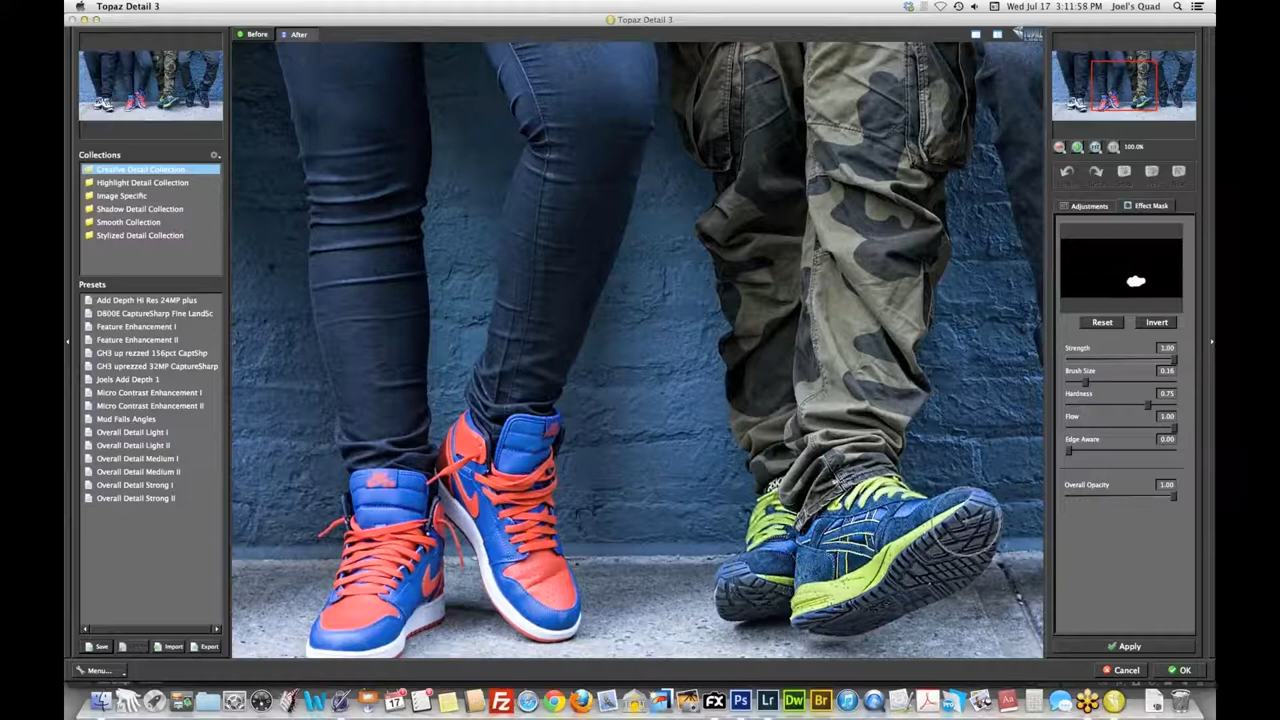 Topaz Detail 3
Wed Jul 17 3:11:58 PM Joel's Quad
Topaz Detail 3
Before After
Collections
Creative Detail Collection
Highlight Detail Collection
Image Specific
Shadow Detail Collection
Smooth Collection
Stylized Detail Collection
Presets
Add Depth Hi Res 24MP plus
D800E CaptureSharp Fine LandSc
Feature Enhancement I
Feature Enhancement II
GH3 up rezzed 156pct CaptShp
GH3 uprezzed 32MP CaptureSharp
Joels Add Depth 1
Micro Contrast Enhancement I
Micro Contrast Enhancement II
Mud Falls Angles
Overall Detail Light I
Overall Detail Light II
Overall Detail Medium I
Overall Detail Medium II
Overall Detail Strong I
Overall Detail Strong II
Save Import Export
Menu...
100.0%
Adjustments Effect Mask
Reset Invert
Strength 1.00
Brush Size 0.16
Hardness 0.75
Flow 1.00
Edge Aware 0.00
Overall Opacity 1.00
Apply
Cancel OK
17 FX Ps Lr Dw Br